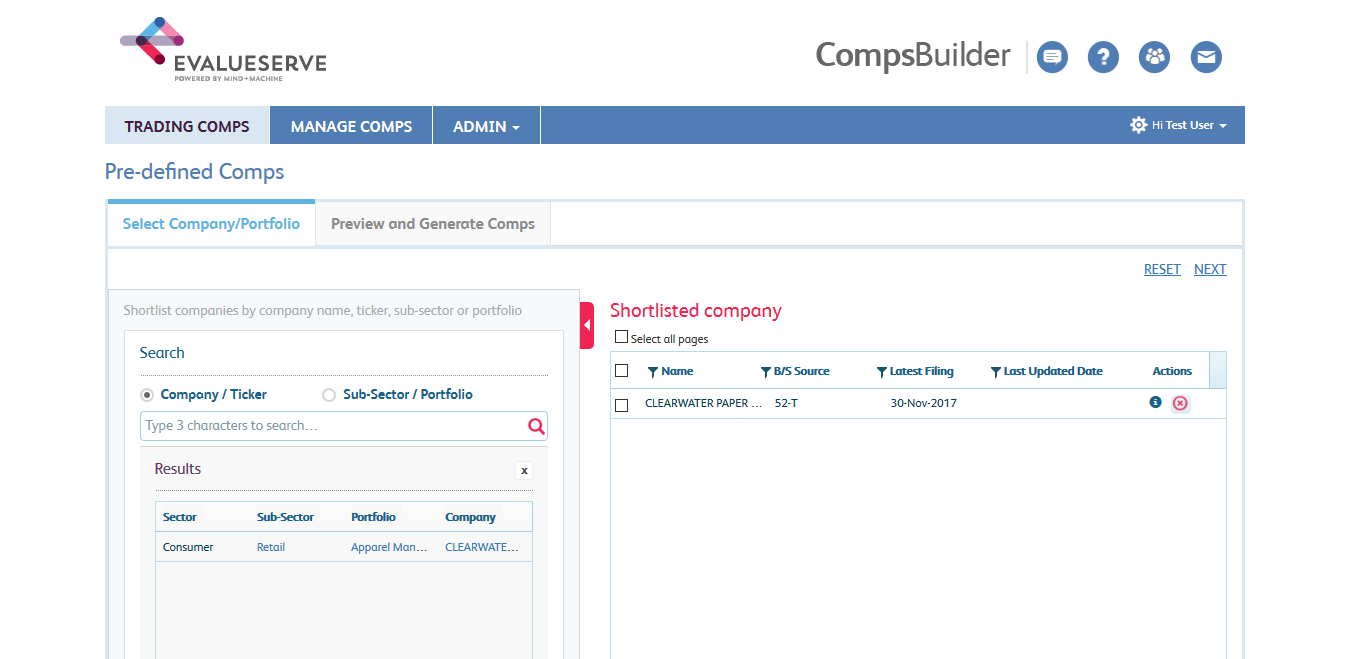 EVALUESERVE
POWERED BY MIND+MACHINE
CompsBuilder
?
TRADING COMPS MANAGE COMPS ADMIN Hi Test User
Pre-defined Comps
Select Company/Portfolio Preview and Generate Comps
RESET NEXT
Shortlist companies by company name, ticker, sub-sector or portfolio
Search
Company / Ticker Sub-Sector / Portfolio
Type 3 characters to search...
Results x
Sector Sub-Sector Portfolio Company
Consumer Retail Apparel Man... CLEARWATE...
Shortlisted company
Select all pages
Name B/S Source Latest Filing Last Updated Date Actions
CLEARWATER PAPER ... 52-T 30-Nov-2017